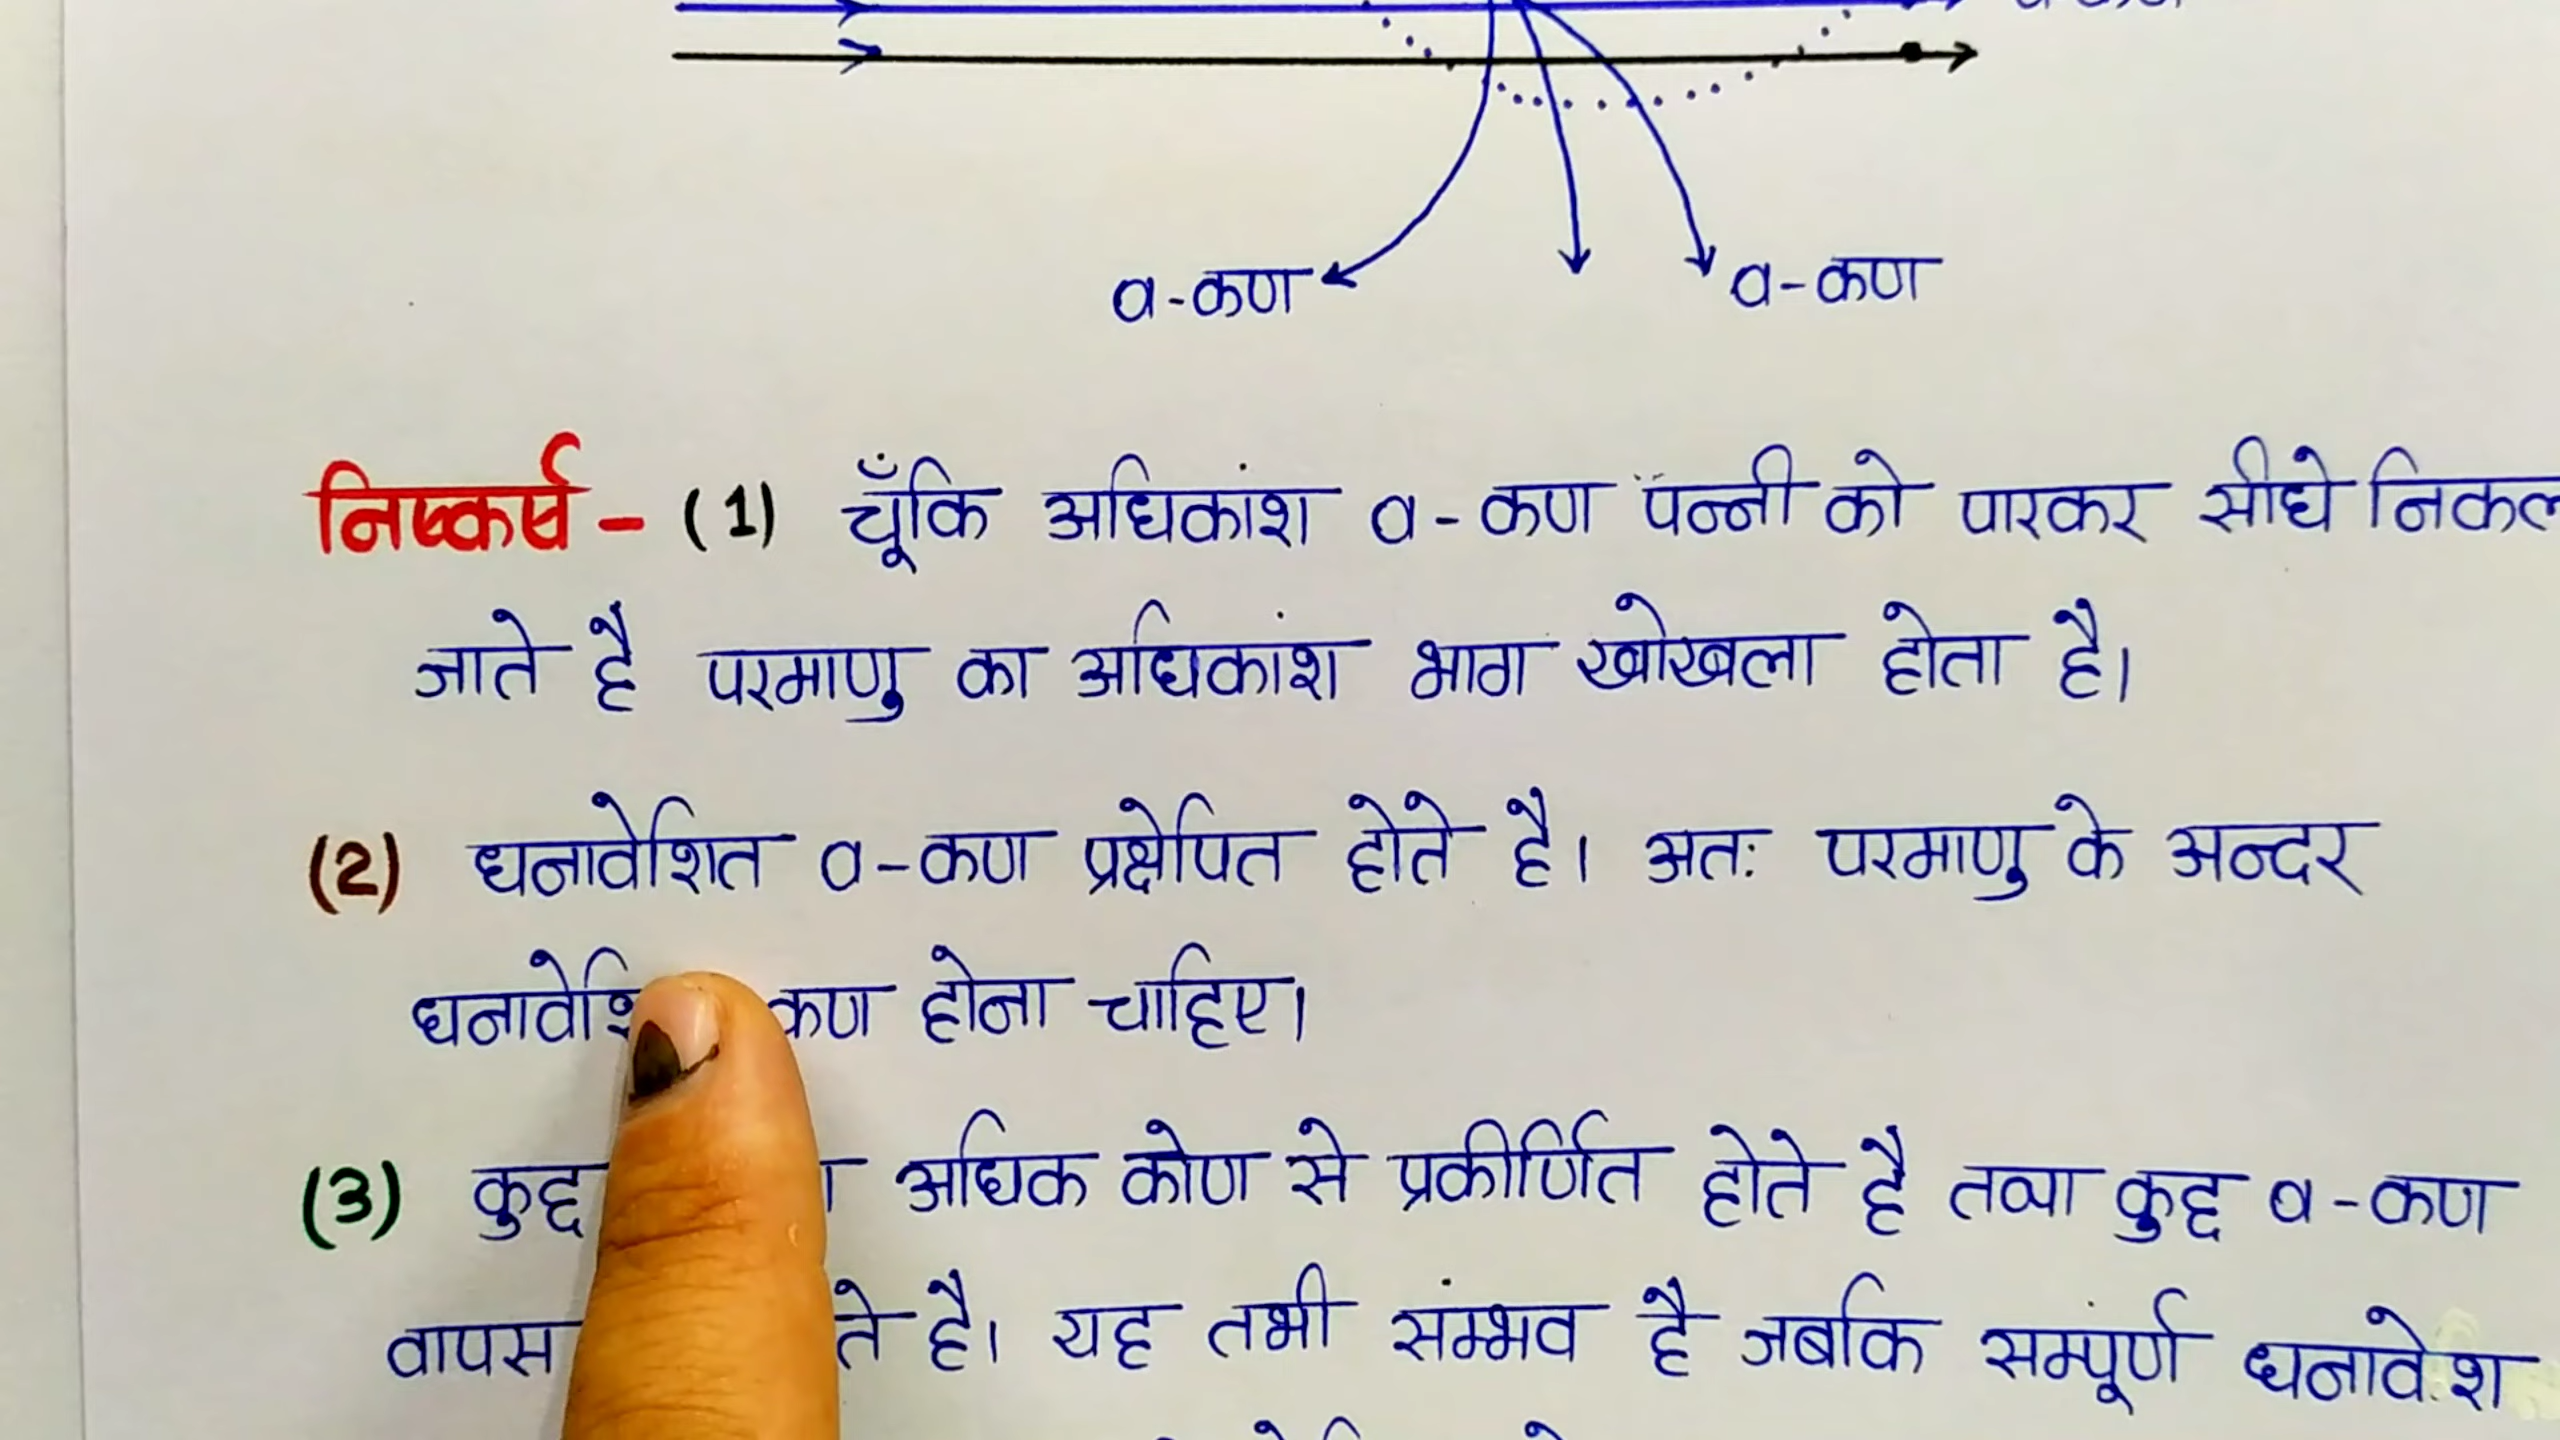 a-कण
a-कण
निष्कर्ष - (1) चूँकि अधिकांश a-कण पन्नी को पारकर सीधे निकल
जाते है परमाणु का अधिकांश भाग खोखला होता है।
(2) धनावेशित a-कण प्रक्षेपित होते है। अतः परमाणु के अन्दर
कण होना चाहिए।
(3) कुछ अधिक कोण से प्रकीर्णित होते है तथा कुछ a-कण
वापस है। यह तभी संम्भव है जबकि सम्पूंर्ण धनावेश